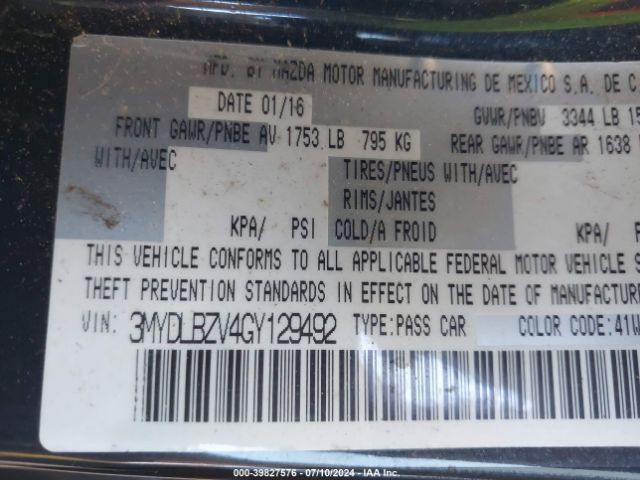 MFD. BY MAZDA MOTOR MANUFACTURING DE MEXICO S.A. DE C
DATE 01/16
GVWR/PNBV 3344 LB 15
FRONT GAWR/PNBE AV 1753 LB 795 KG
REAR GAWR/PNBE AR 1638
WITH/AVEC
TIRES/PNEUS WITH/AVEC
RIMS/JANTES
KPA/ PSI COLD/A FROID KPA/ P
THIS VEHICLE CONFORMS TO ALL APPLICABLE FEDERAL MOTOR VEHICLE S
THEFT PREVENTION STANDARDS IN EFFECT ON THE DATE OF MANUFACTURE
VIN: 3MYDLBZV4GY129492 TYPE:PASS CAR COLOR CODE:41W
000-39827576 - 07/10/2024 - IAA Inc.